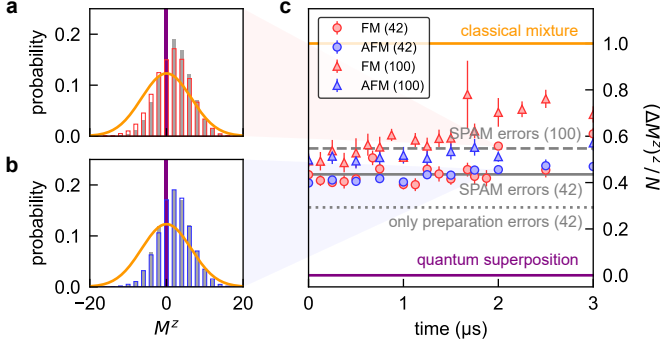 a
probability
0.2
0.1
0.0
b
probability
0.2
0.1
0.0
−20
0
20
M^z
c
FM (42)
AFM (42)
FM (100)
AFM (100)
classical mixture
SPAM errors (100)
SPAM errors (42)
only preparation errors (42)
quantum superposition
1.0
0.8
0.6
0.4
0.2
0.0
(ΔM^z)² / N
0
1
2
3
time (μs)